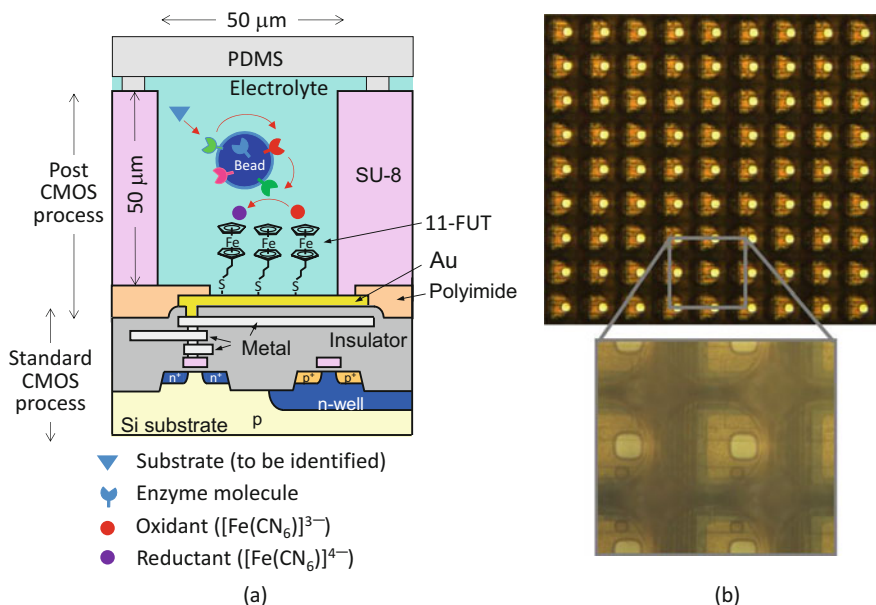 50 μm
PDMS
Electrolyte
Bead
SU-8
50 μm
Post
CMOS
process
11-FUT
Fe Fe Fe
S S S
Au
Polyimide
Metal
Insulator
Standard
CMOS
process
n⁺ n⁺ p⁺ p⁺
n-well
Si substrate p
Substrate (to be identified)
Enzyme molecule
Oxidant ([Fe(CN₆)]³⁻)
Reductant ([Fe(CN₆)]⁴⁻)
(a)
(b)